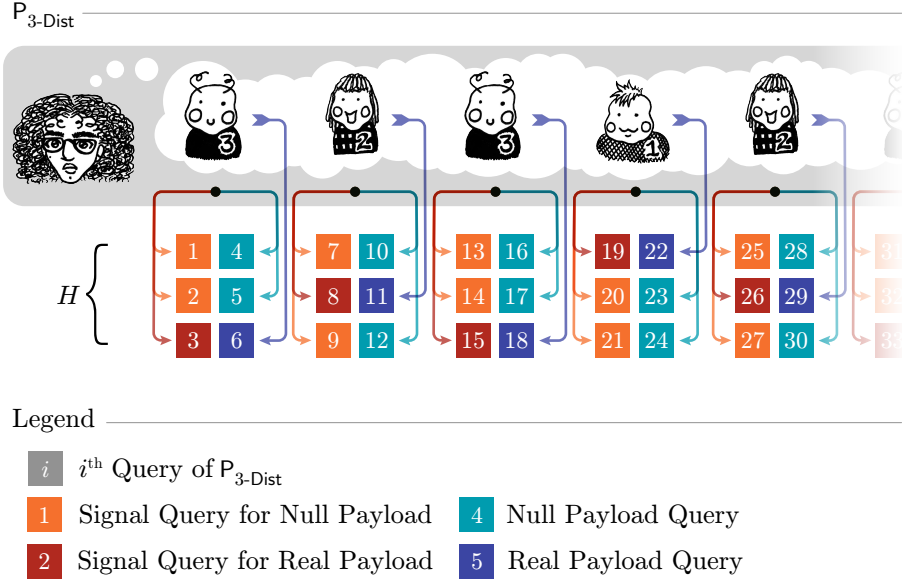 P3-Dist
3 2 3 1 2
1 4 7 10 13 16 19 22 25 28 31
H 2 5 8 11 14 17 20 23 26 29 32
3 6 9 12 15 18 21 24 27 30 33
Legend
i ith Query of P3-Dist
1 Signal Query for Null Payload 4 Null Payload Query
2 Signal Query for Real Payload 5 Real Payload Query